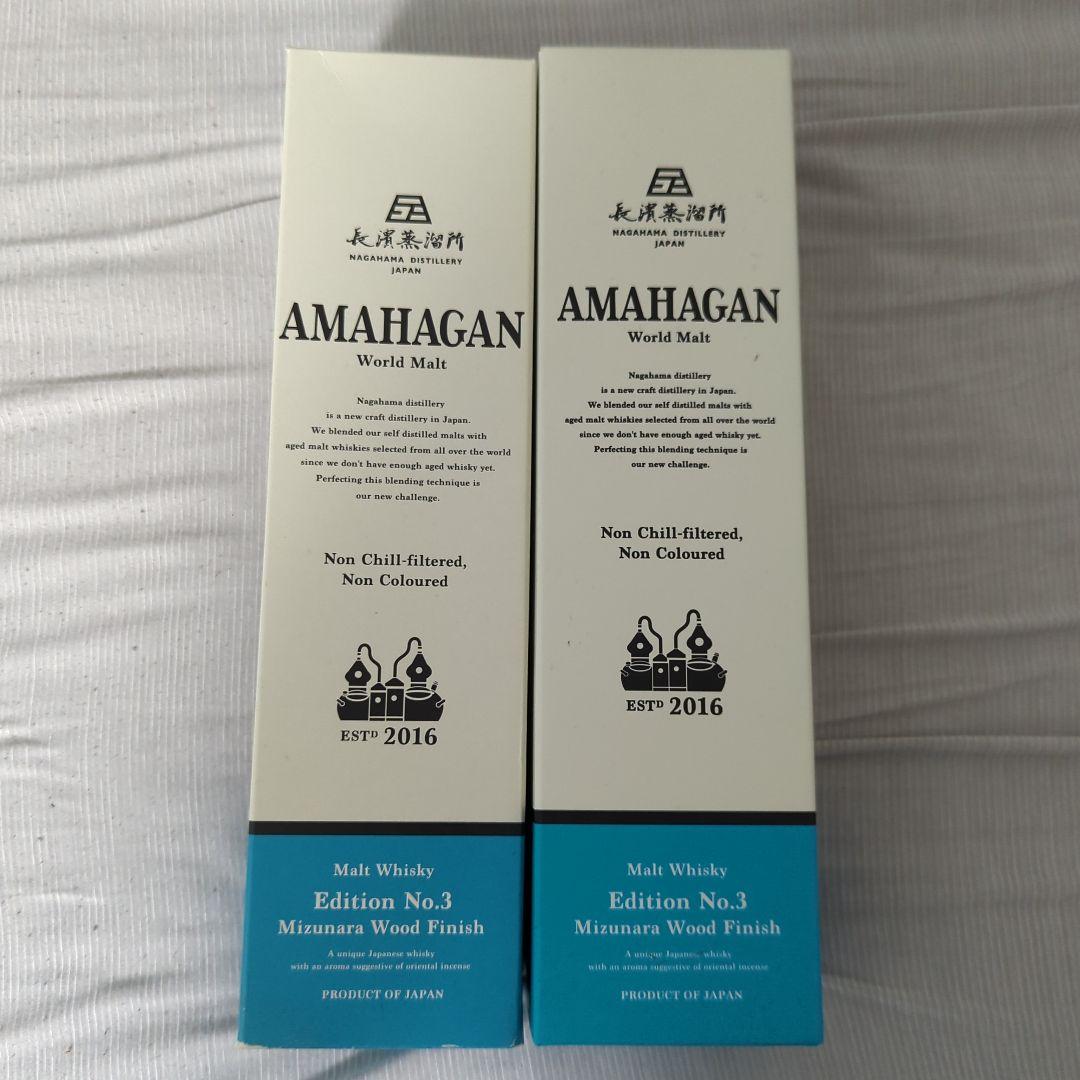 長濱蒸溜所
NAGAHAMA DISTILLERY
JAPAN
AMAHAGAN
World Malt
Nagahama distillery
is a new craft distillery in Japan.
We blended our self distilled malts with
aged malt whiskies selected from all over the world
since we don't have enough aged whisky yet.
Perfecting this blending technique is
our new challenge.
Non Chill-filtered,
Non Coloured
ESTD 2016
Malt Whisky
Edition No.3
Mizunara Wood Finish
A unique Japanese whisky
with an aroma suggestive of oriental incense
PRODUCT OF JAPAN
長濱蒸溜所
NAGAHAMA DISTILLERY
JAPAN
AMAHAGAN
World Malt
Nagahama distillery
is a new craft distillery in Japan.
We blended our self distilled malts with
aged malt whiskies selected from all over the world
since we don't have enough aged whisky yet.
Perfecting this blending technique is
our new challenge.
Non Chill-filtered,
Non Coloured
ESTD 2016
Malt Whisky
Edition No.3
Mizunara Wood Finish
A unique Japanese whisky
with an aroma suggestive of oriental incense
PRODUCT OF JAPAN